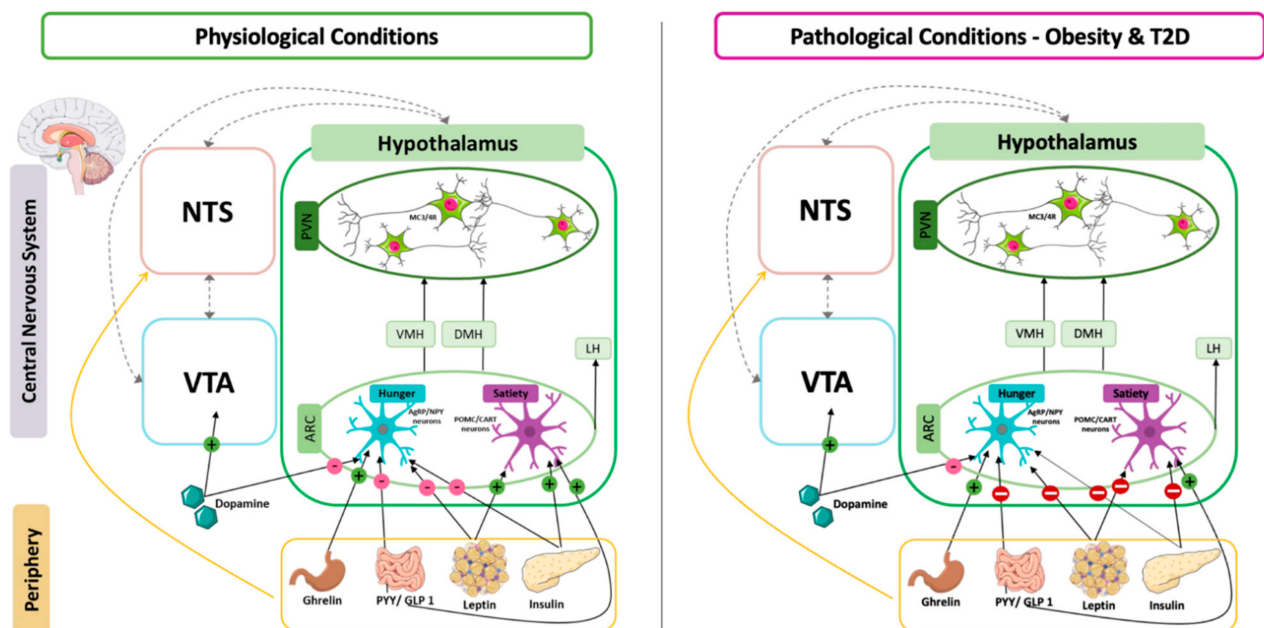 Physiological Conditions
Central Nervous System
Periphery
NTS
VTA
Hypothalamus
PVN
MC3/4R
VMH
DMH
LH
ARC
Hunger
Satiety
AgRP/NPY
neurons
POMC/CART
neurons
+
-
+
-
-
-
+
+
+
Dopamine
Ghrelin
PYY/ GLP 1
Leptin
Insulin
Pathological Conditions - Obesity & T2D
NTS
VTA
Hypothalamus
PVN
MC3/4R
VMH
DMH
LH
ARC
Hunger
Satiety
AgRP/NPY
neurons
POMC/CART
neurons
+
-
+
+
Dopamine
Ghrelin
PYY/ GLP 1
Leptin
Insulin